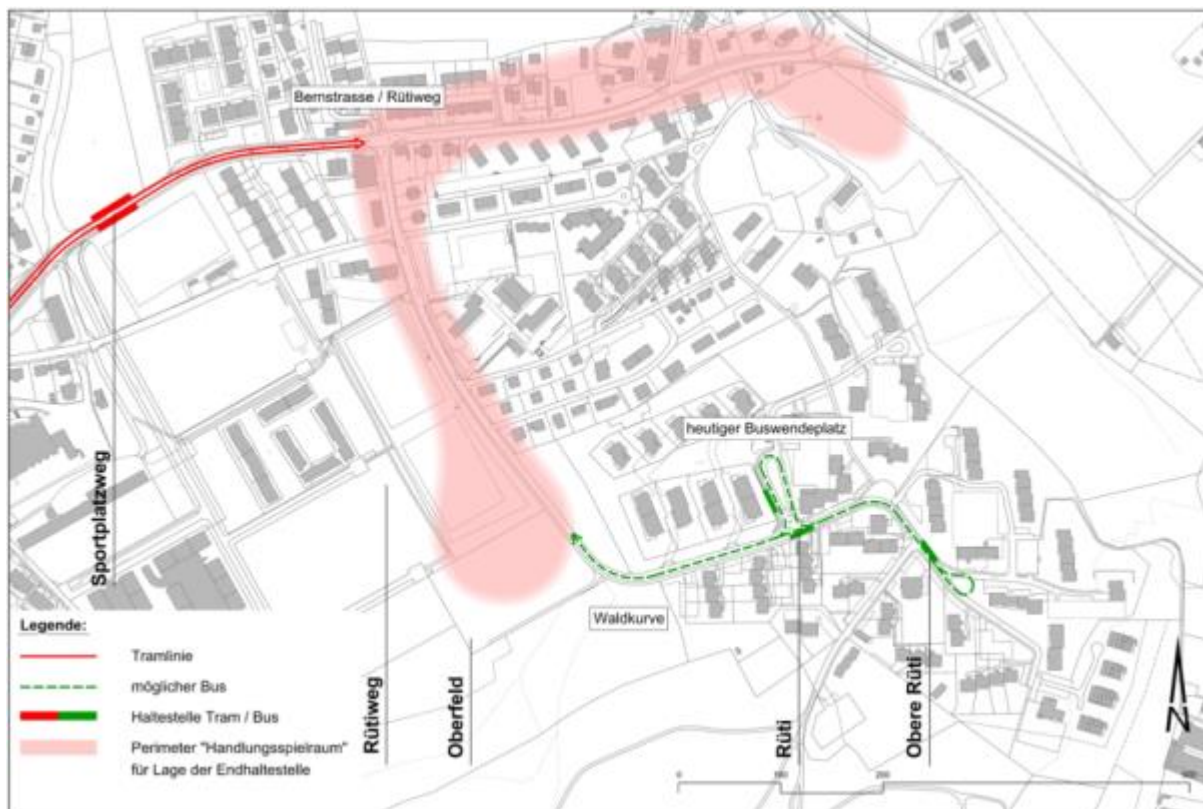 Bernstrasse / Rütiweg
heutiger Buswendeplatz
Sportplatzweg
Waldkurve
Rütiweg
Oberfeld
Rüti
Obere Rüti
Legende:
Tramlinie
möglicher Bus
Haltestelle Tram / Bus
Perimeter "Handlungsspielraum"
für Lage der Endhaltestelle
N
0 100 200